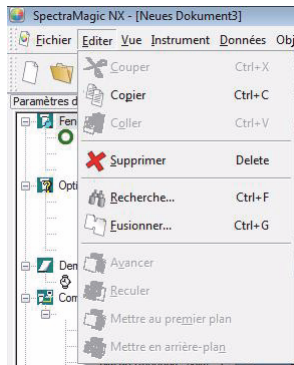 SpectraMagic NX - [Neues Dokument3]
Eichier Editer Vue Instrument Données Obj
Couper Ctrl+X
Paramètres d
Copier Ctrl+C
Fen
Coller Ctrl+V
Supprimer Delete
Opti
Recherche... Ctrl+F
Fusionner... Ctrl+G
Dem
Avancer
Com
Reculer
Mettre au premier plan
Mettre en arrière-plan